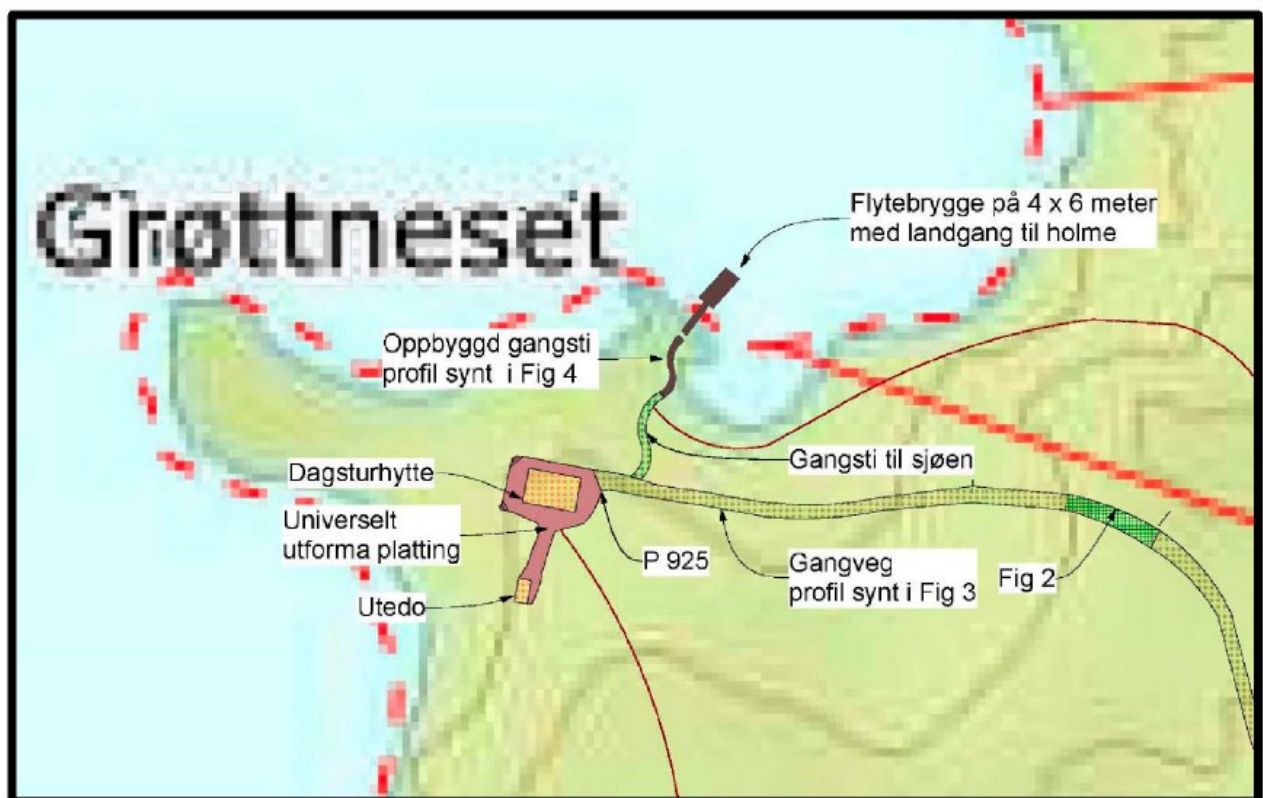 Grøttneset
Flytebrygge på 4 x 6 meter
med landgang til holme
Oppbyggd gangsti
profil synt i Fig 4
Gangsti til sjøen
Dagsturhytte
Universelt
utforma platting
P 925
Gangveg
profil synt i Fig 3
Fig 2
Utedo